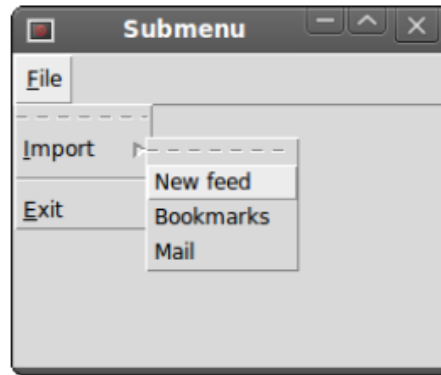 Submenu
File
Import
New feed
Exit
Bookmarks
Mail